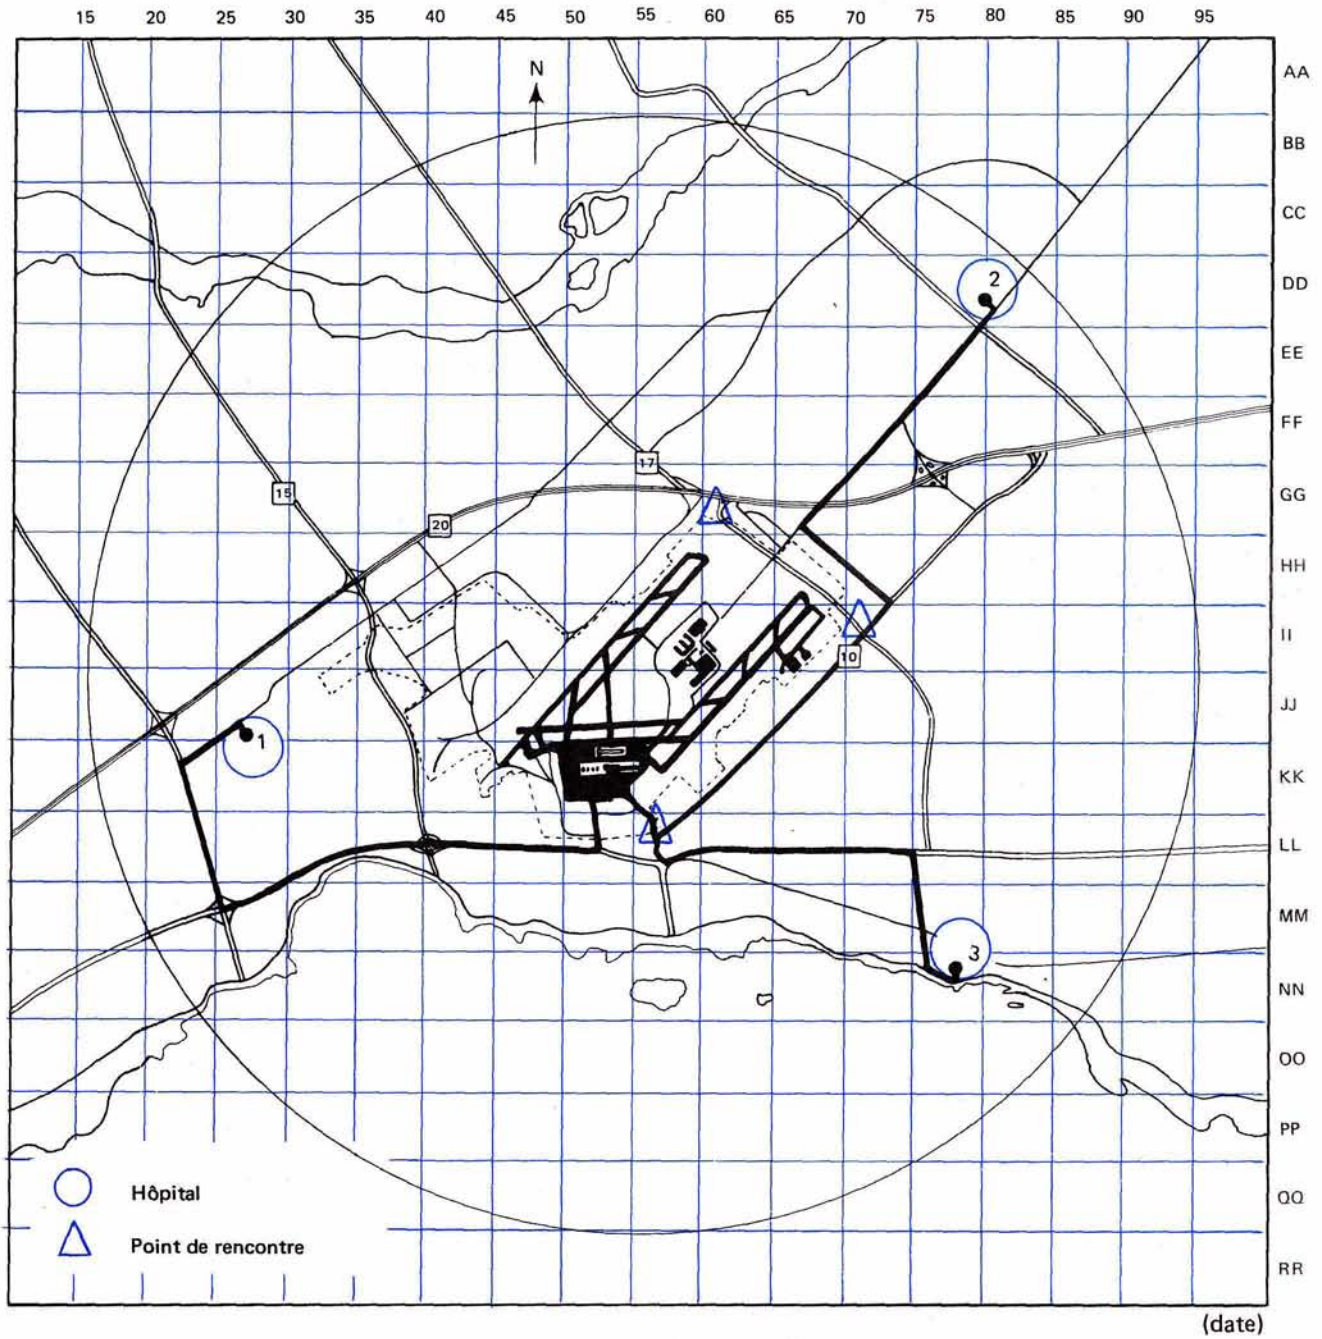 15 20 25 30 35 40 45 50 55 60 65 70 75 80 85 90 95
N
AA
BB
CC
DD
2
EE
FF
17
15
GG
20
HH
II
10
JJ
1
KK
LL
MM
3
NN
OO
PP
Hôpital
QQ
Point de rencontre
RR
(date)